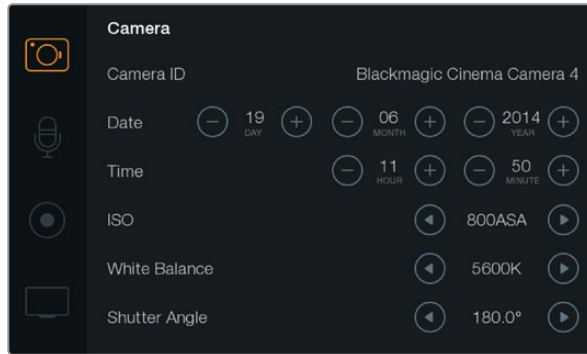 Camera
Camera ID Blackmagic Cinema Camera 4
Date 19 DAY 06 MONTH 2014 YEAR
Time 11 HOUR 50 MINUTE
ISO 800ASA
White Balance 5600K
Shutter Angle 180.0°